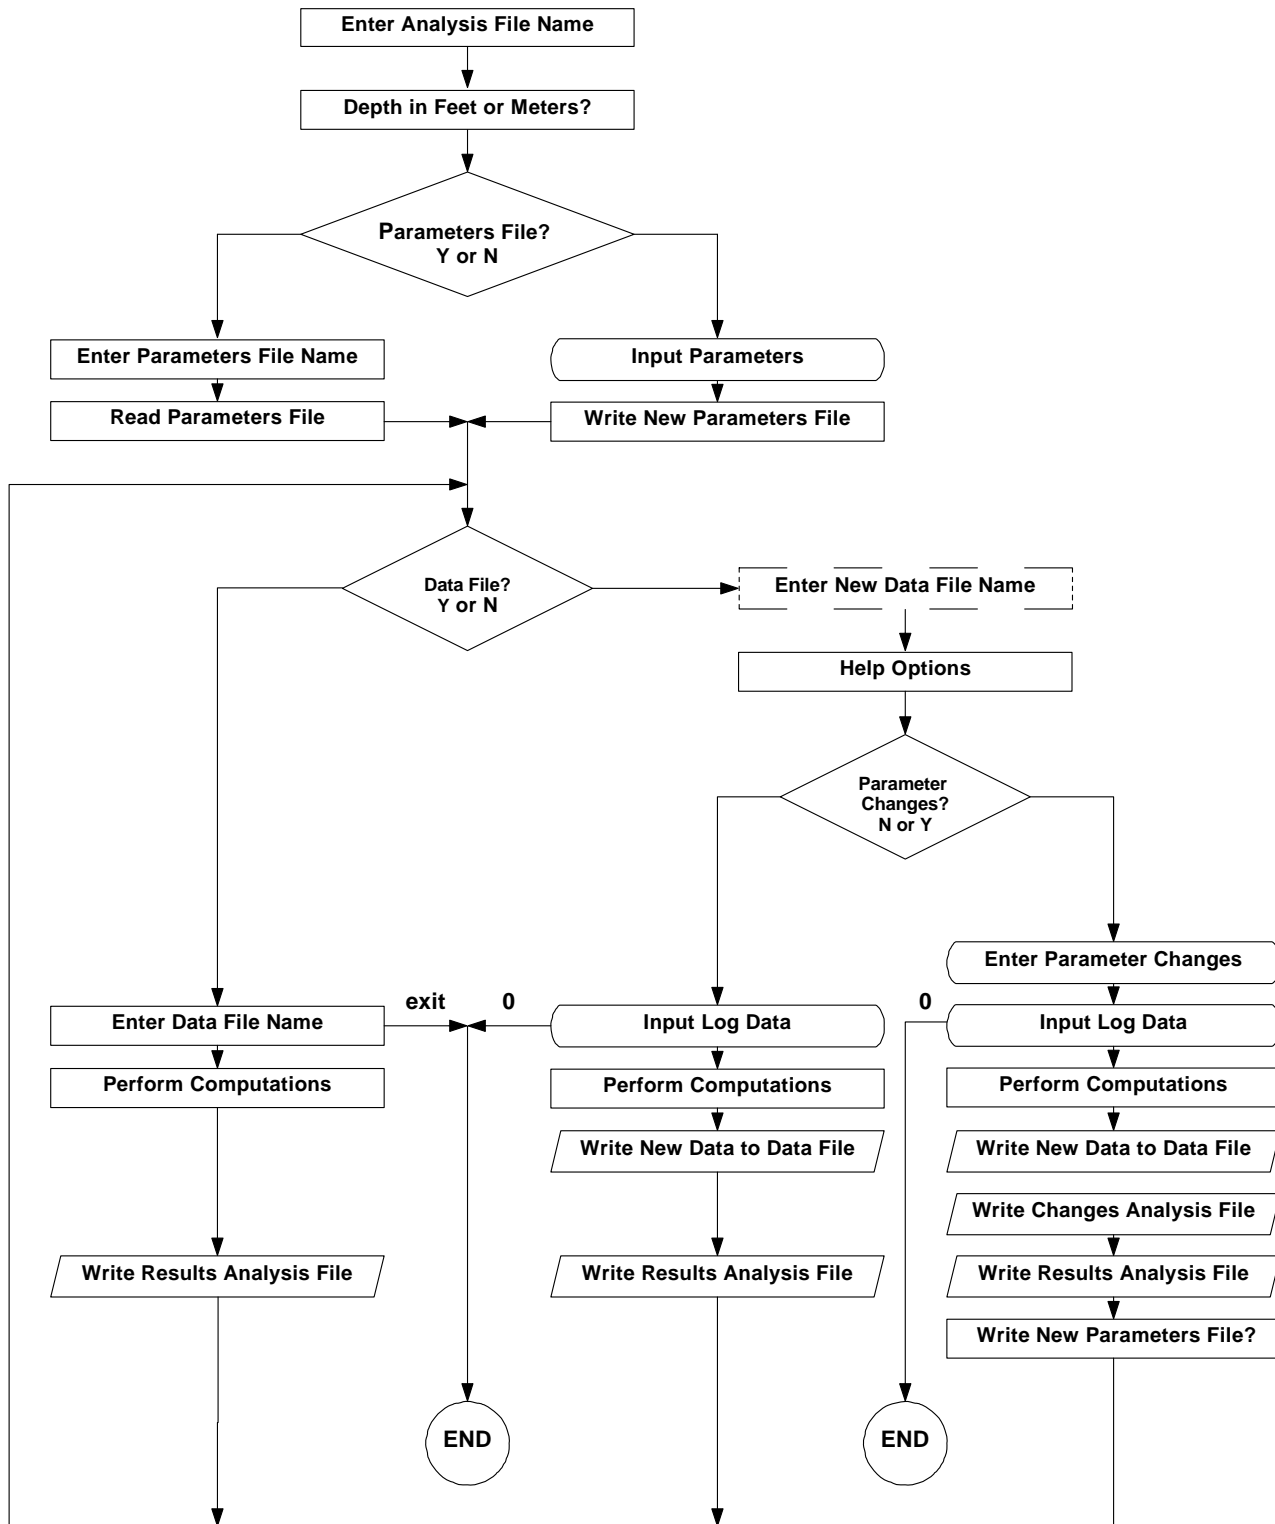 Enter Analysis File Name
Depth in Feet or Meters?
Parameters File?
Y or N
Enter Parameters File Name
Input Parameters
Read Parameters File
Write New Parameters File
Data File?
Y or N
Enter New Data File Name
Help Options
Parameter
Changes?
N or Y
Enter Parameter Changes
exit
0
0
Enter Data File Name
Input Log Data
Input Log Data
Perform Computations
Perform Computations
Perform Computations
Write New Data to Data File
Write New Data to Data File
Write Changes Analysis File
Write Results Analysis File
Write Results Analysis File
Write Results Analysis File
Write New Parameters File?
END
END